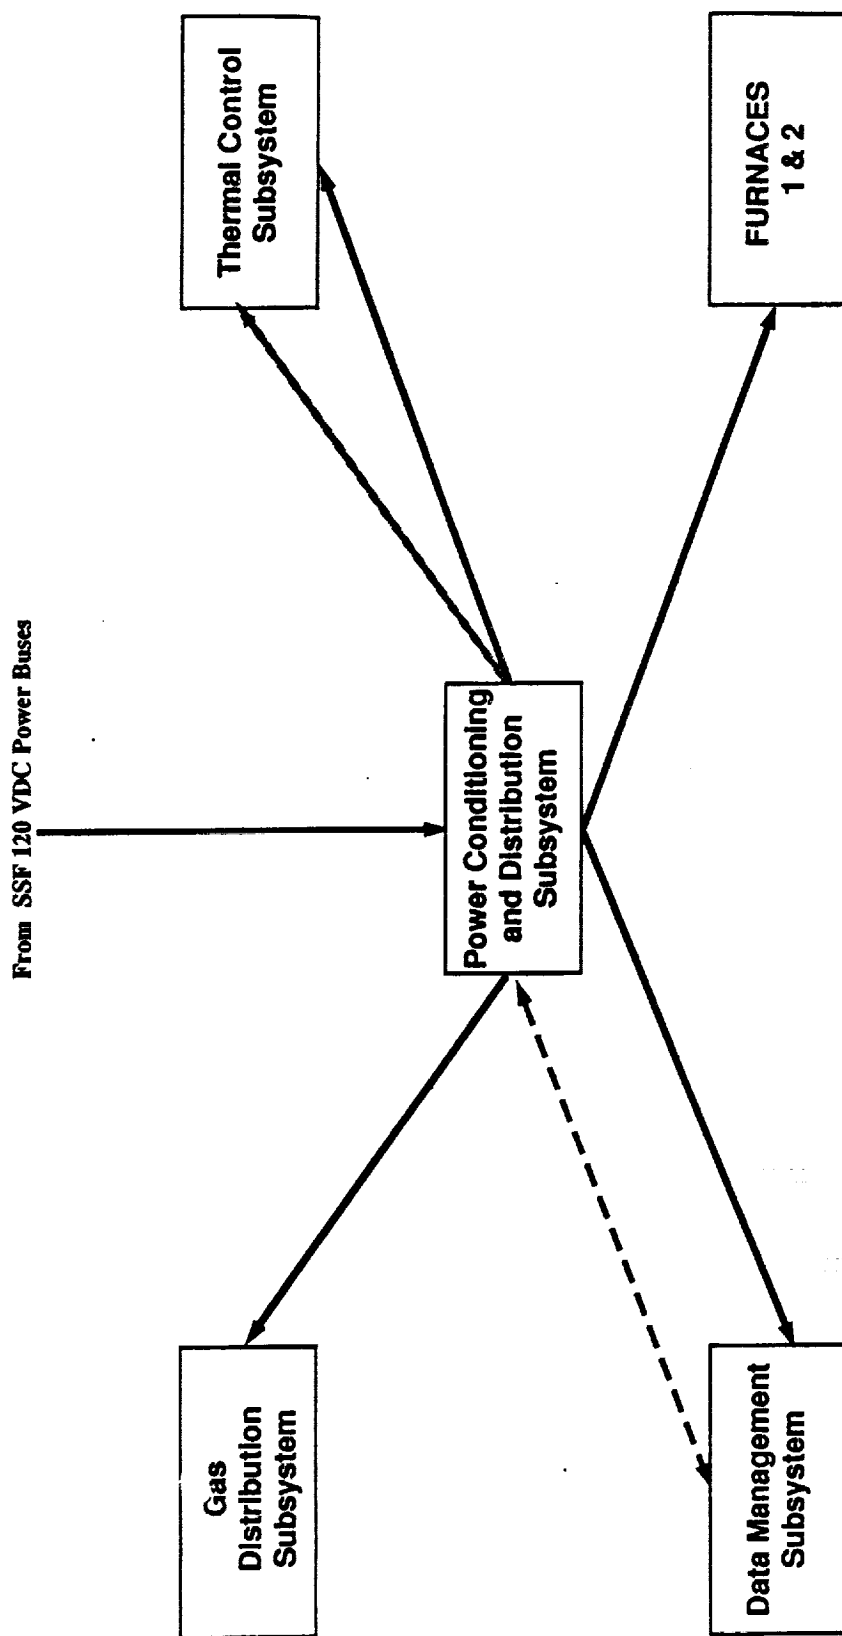 From SSF 120 VDC Power Buses
Gas
Distribution
Subsystem
Thermal Control
Subsystem
Power Conditioning
and Distribution
Subsystem
Data Management
Subsystem
FURNACES
1 & 2